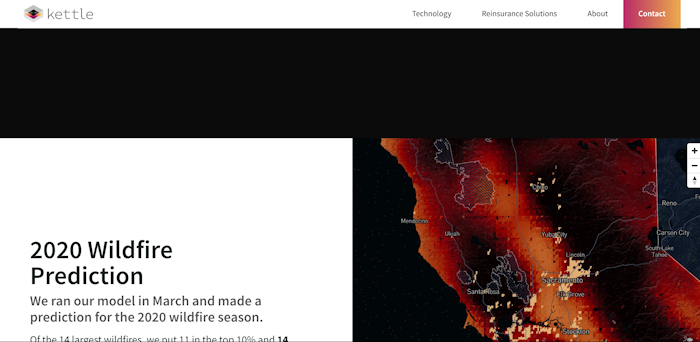 kettle
Technology
Reinsurance Solutions
About
Contact
2020 Wildfire
Prediction
We ran our model in March and made a
prediction for the 2020 wildfire season.
Of the 14 largest wildfires, we put 11 in the top 10% and 14
Mendocino
Ukiah
Chico
Yuba City
Lincoln
Santa Rosa
Sacramento
Elk Grove
Stockton
Reno
Carson City
South Lake
Tahoe